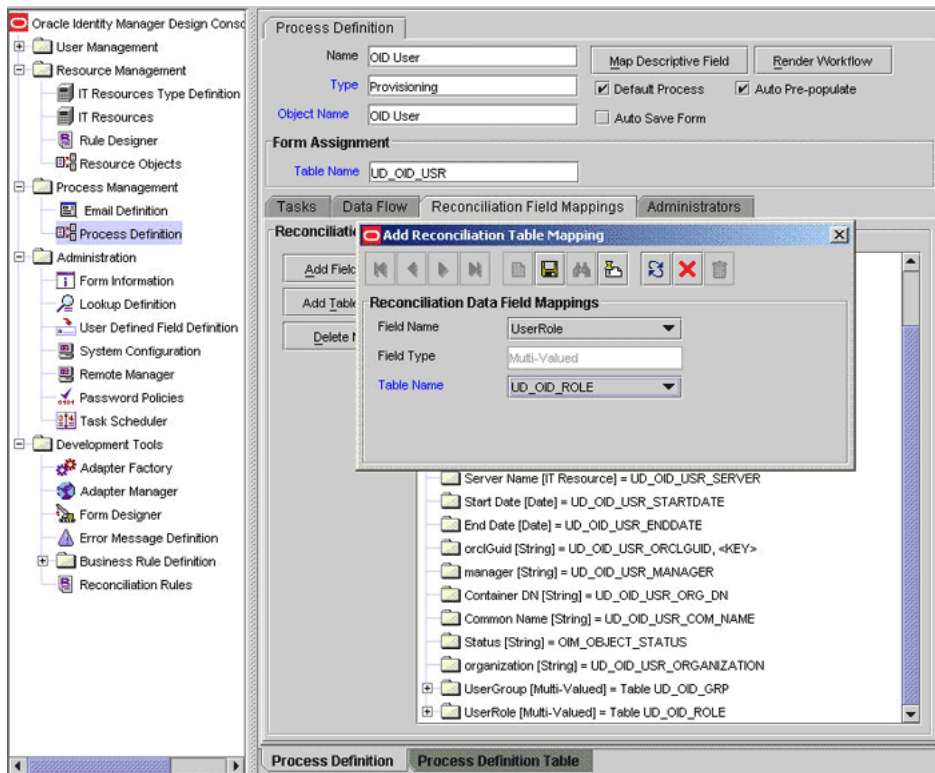 Oracle Identity Manager Design Consc
User Management
Resource Management
IT Resources Type Definition
IT Resources
Rule Designer
Resource Objects
Process Management
Email Definition
Process Definition
Administration
Form Information
Lookup Definition
User Defined Field Definition
System Configuration
Remote Manager
Password Policies
Task Scheduler
Development Tools
Adapter Factory
Adapter Manager
Form Designer
Error Message Definition
Business Rule Definition
Reconciliation Rules
Process Definition
Name OID User Map Descriptive Field Render Workflow
Type Provisioning Default Process Auto Pre-populate
Object Name OID User Auto Save Form
Form Assignment
Table Name UD_OID_USR
Tasks Data Flow Reconciliation Field Mappings Administrators
Reconciliati
Add Fielc
Add Table
Delete
Add Reconciliation Table Mapping
Reconciliation Data Field Mappings
Field Name UserRole
Field Type Multi-Valued
Table Name UD_OID_ROLE
Server Name [IT Resource] = UD_OID_USR_SERVER
Start Date [Date] = UD_OID_USR_STARTDATE
End Date [Date] = UD_OID_USR_ENDDATE
orclGuid [String] = UD_OID_USR_ORCLGUID, <KEY>
manager [String] = UD_OID_USR_MANAGER
Container DN [String] = UD_OID_USR_ORG_DN
Common Name [String] = UD_OID_USR_COM_NAME
Status [String] = OIM_OBJECT_STATUS
organization [String] = UD_OID_USR_ORGANIZATION
UserGroup [Multi-Valued] = Table UD_OID_GRP
UserRole [Multi-Valued] = Table UD_OID_ROLE
Process Definition Process Definition Table